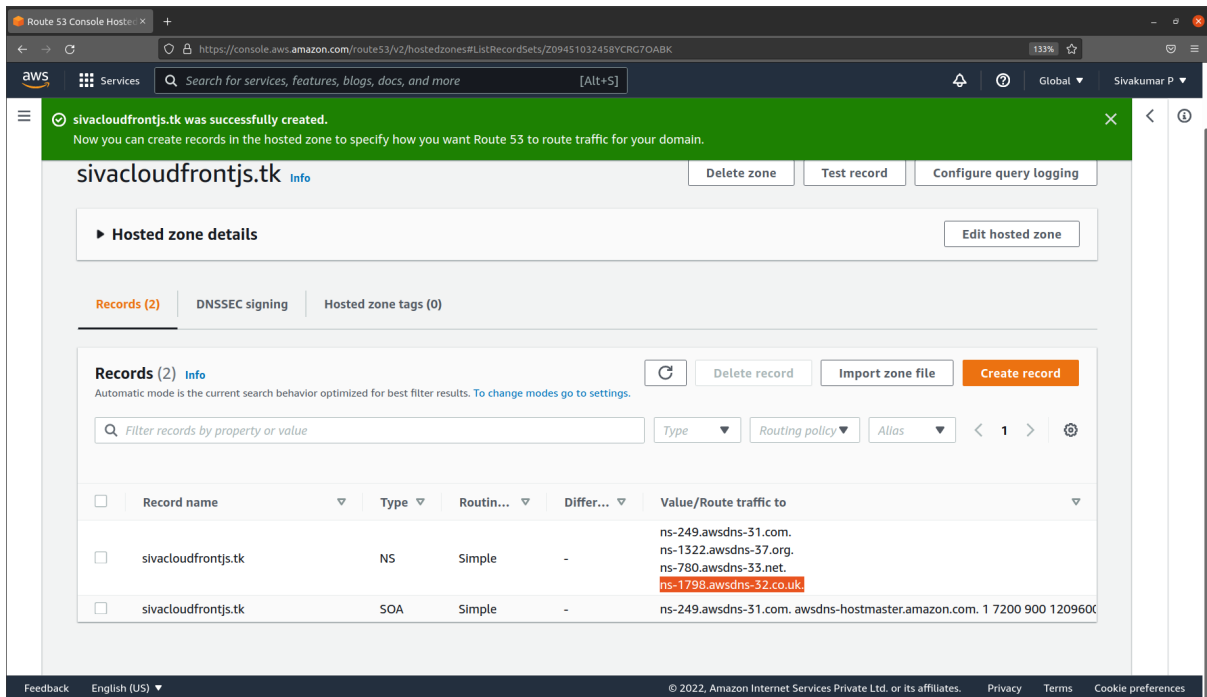 Route 53 Console Hosted
https://console.aws.amazon.com/route53/v2/hostedzones#ListRecordSets/Z09451032458YCRG7OABK 133%
aws Services Search for services, features, blogs, docs, and more [Alt+S] Global Sivakumar P
sivacloudfrontjs.tk was successfully created.
Now you can create records in the hosted zone to specify how you want Route 53 to route traffic for your domain.
sivacloudfrontjs.tk Info Delete zone Test record Configure query logging
Hosted zone details Edit hosted zone
Records (2) DNSSEC signing Hosted zone tags (0)
Records (2) Info Delete record Import zone file Create record
Automatic mode is the current search behavior optimized for best filter results. To change modes go to settings.
Filter records by property or value Type Routing policy Alias 1
Record name Type Routin... Differ... Value/Route traffic to
ns-249.awsdns-31.com.
ns-1322.awsdns-37.org.
sivacloudfrontjs.tk NS Simple -
ns-780.awsdns-33.net.
ns-1798.awsdns-32.co.uk.
sivacloudfrontjs.tk SOA Simple - ns-249.awsdns-31.com. awsdns-hostmaster.amazon.com. 1 7200 900 1209600
Feedback English (US) © 2022, Amazon Internet Services Private Ltd. or its affiliates. Privacy Terms Cookie preferences